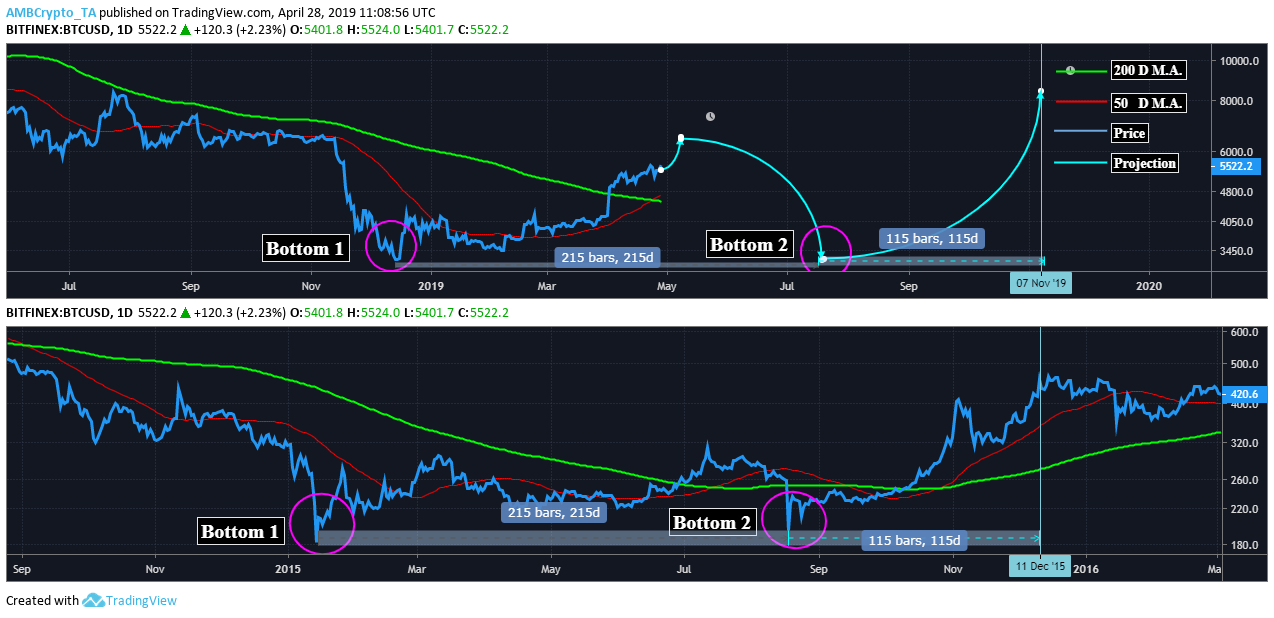 AMBCrypto_TA published on TradingView.com, April 28, 2019 11:08:56 UTC
BITFINEX:BTCUSD, 1D 5522.2 ▲ +120.3 (+2.23%) O:5401.8 H:5524.0 L:5401.7 C:5522.2
10000.0
200 D M.A.
8000.0
50 D M.A.
Price
6000.0
Projection
5522.2
4800.0
4050.0
Bottom 1
Bottom 2
115 bars, 115d
3450.0
215 bars, 215d
Jul Sep Nov 2019 Mar May Jul Sep 07 Nov '19 2020
BITFINEX:BTCUSD, 1D 5522.2 ▲ +120.3 (+2.23%) O:5401.8 H:5524.0 L:5401.7 C:5522.2
600.0
500.0
420.6
400.0
320.0
260.0
220.0
215 bars, 215d
Bottom 1
Bottom 2
115 bars, 115d
180.0
Sep Nov 2015 Mar May Jul Sep Nov 11 Dec '15 2016 Ma
Created with TradingView